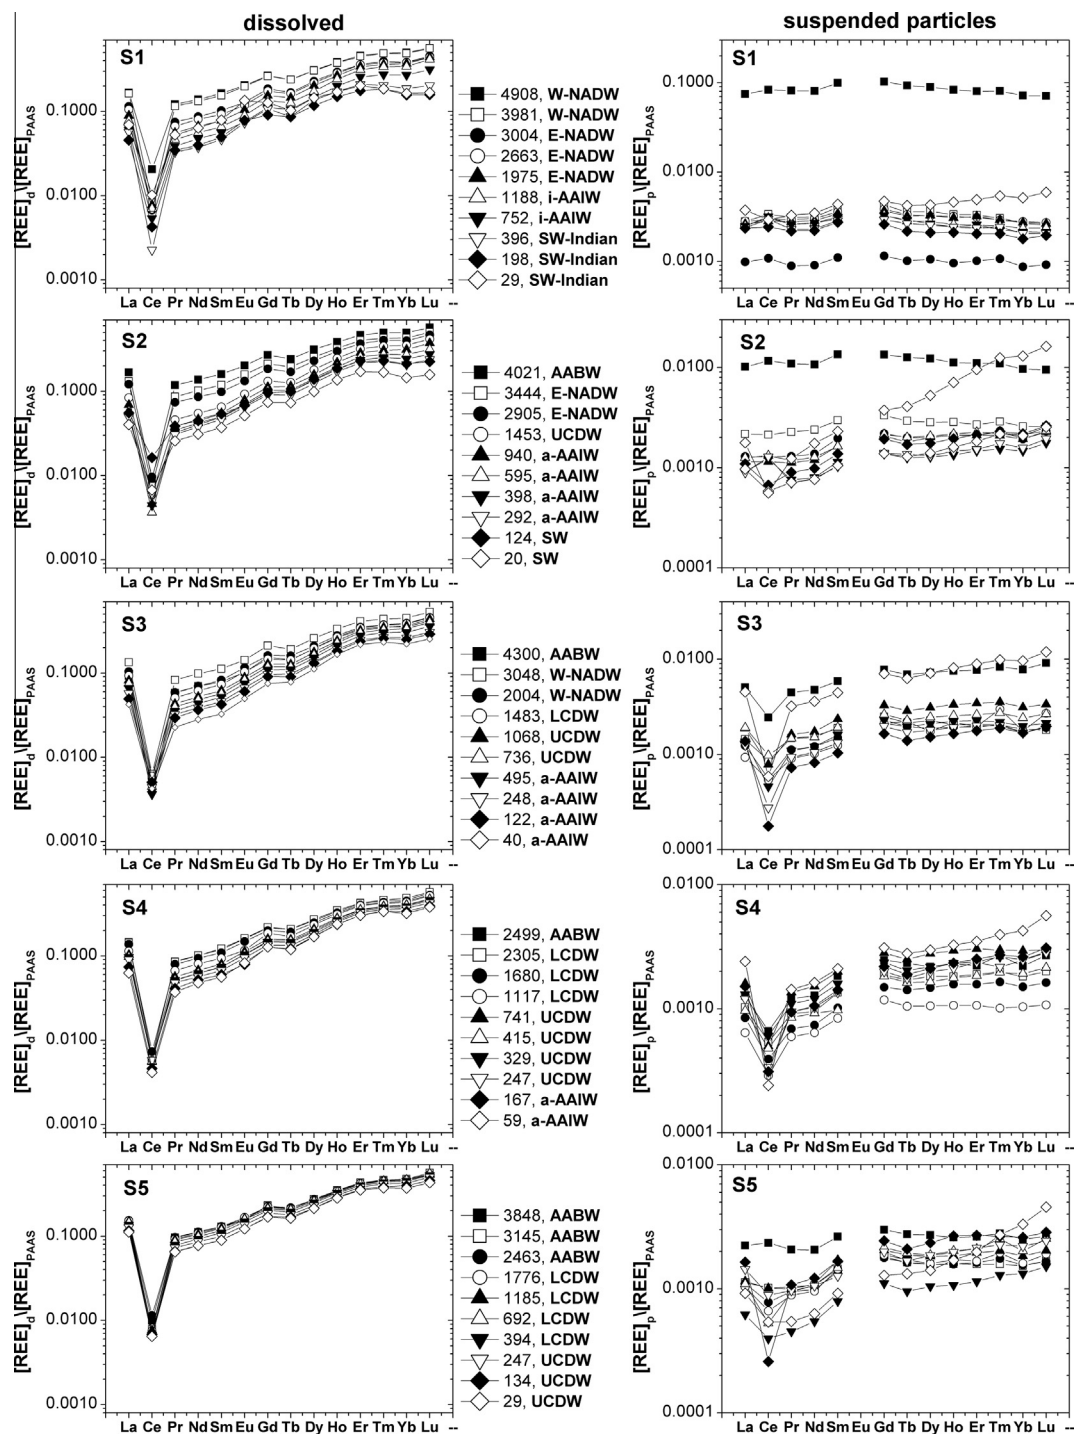 dissolved
suspended particles
S1
[REE]d\[REE]PAAS
0.1000
0.0100
0.0010
La Ce Pr Nd Sm Eu Gd Tb Dy Ho Er Tm Yb Lu --
4908, W-NADW
3981, W-NADW
3004, E-NADW
2663, E-NADW
1975, E-NADW
1188, i-AAIW
752, i-AAIW
396, SW-Indian
198, SW-Indian
29, SW-Indian
S1
[REE]p\[REE]PAAS
0.1000
0.0100
0.0010
La Ce Pr Nd Sm Eu Gd Tb Dy Ho Er Tm Yb Lu --
S2
[REE]d\[REE]PAAS
0.1000
0.0100
0.0010
La Ce Pr Nd Sm Eu Gd Tb Dy Ho Er Tm Yb Lu --
4021, AABW
3444, E-NADW
2905, E-NADW
1453, UCDW
940, a-AAIW
595, a-AAIW
398, a-AAIW
292, a-AAIW
124, SW
20, SW
S2
[REE]p\[REE]PAAS
0.0100
0.0010
0.0001
La Ce Pr Nd Sm Eu Gd Tb Dy Ho Er Tm Yb Lu --
S3
[REE]d\[REE]PAAS
0.1000
0.0100
0.0010
La Ce Pr Nd Sm Eu Gd Tb Dy Ho Er Tm Yb Lu --
4300, AABW
3048, W-NADW
2004, W-NADW
1483, LCDW
1068, UCDW
736, UCDW
495, a-AAIW
248, a-AAIW
122, a-AAIW
40, a-AAIW
S3
[REE]p\[REE]PAAS
0.0100
0.0010
0.0001
La Ce Pr Nd Sm Eu Gd Tb Dy Ho Er Tm Yb Lu --
S4
[REE]d\[REE]PAAS
0.1000
0.0100
0.0010
La Ce Pr Nd Sm Eu Gd Tb Dy Ho Er Tm Yb Lu --
2499, AABW
2305, LCDW
1680, LCDW
1117, LCDW
741, UCDW
415, UCDW
329, UCDW
247, UCDW
167, a-AAIW
59, a-AAIW
S4
[REE]p\[REE]PAAS
0.0100
0.0010
0.0001
La Ce Pr Nd Sm Eu Gd Tb Dy Ho Er Tm Yb Lu --
S5
[REE]d\[REE]PAAS
0.1000
0.0100
0.0010
La Ce Pr Nd Sm Eu Gd Tb Dy Ho Er Tm Yb Lu --
3848, AABW
3145, AABW
2463, AABW
1776, LCDW
1185, LCDW
692, LCDW
394, LCDW
247, UCDW
134, UCDW
29, UCDW
S5
[REE]p\[REE]PAAS
0.0100
0.0010
0.0001
La Ce Pr Nd Sm Eu Gd Tb Dy Ho Er Tm Yb Lu --